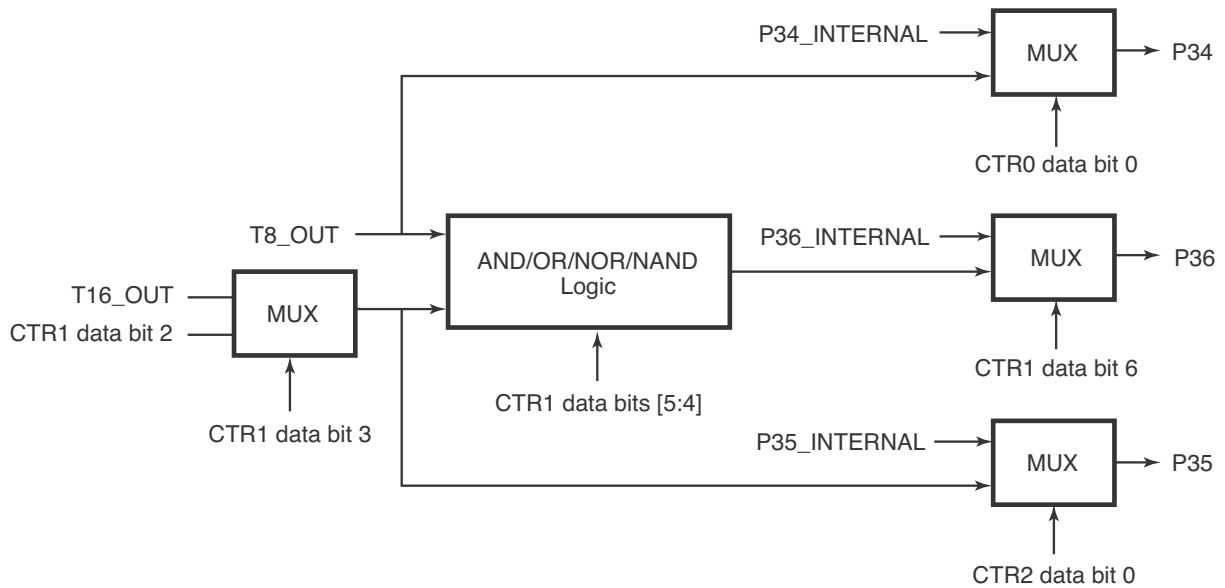 P34_INTERNAL
MUX
P34
CTR0 data bit 0
T8_OUT
AND/OR/NOR/NAND
Logic
P36_INTERNAL
MUX
P36
T16_OUT
CTR1 data bit 2
MUX
CTR1 data bit 6
CTR1 data bits [5:4]
CTR1 data bit 3
P35_INTERNAL
MUX
P35
CTR2 data bit 0